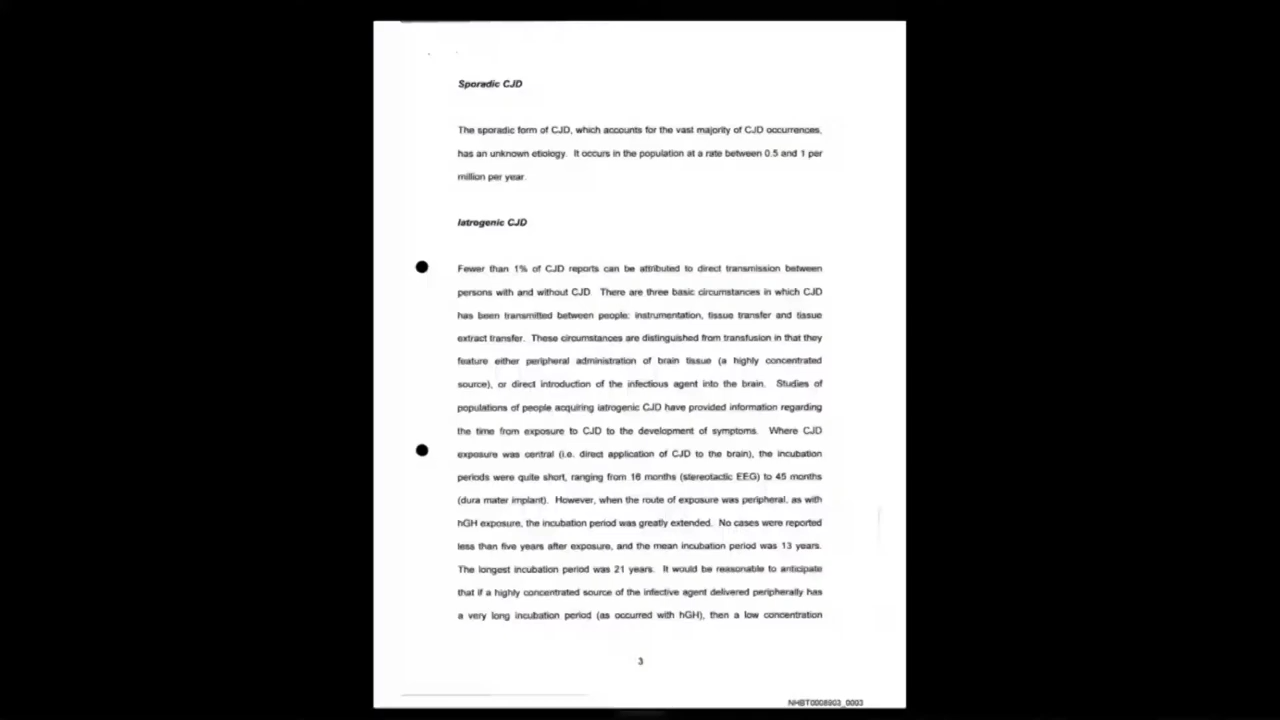 Sporadic CJD
The sporadic form of CJD, which accounts for the vast majority of CJD occurrences,
has an unknown etiology. It occurs in the population at a rate between 0.5 and 1 per
million per year.
Iatrogenic CJD
Fewer than 1% of CJD reports can be attributed to direct transmission between
persons with and without CJD. There are three basic circumstances in which CJD
has been transmitted between people: instrumentation, tissue transfer and tissue
extract transfer. These circumstances are distinguished from transfusion in that they
feature either peripheral administration of brain tissue (a highly concentrated
source), or direct introduction of the infectious agent into the brain. Studies of
populations of people acquiring iatrogenic CJD have provided information regarding
the time from exposure to CJD to the development of symptoms. Where CJD
exposure was central (i.e. direct application of CJD to the brain), the incubation
periods were quite short, ranging from 16 months (stereotactic EEG) to 45 months
(dura mater implant). However, when the route of exposure was peripheral, as with
hGH exposure, the incubation period was greatly extended. No cases were reported
less than five years after exposure, and the mean incubation period was 13 years.
The longest incubation period was 21 years. It would be reasonable to anticipate
that if a highly concentrated source of the infective agent delivered peripherally has
a very long incubation period (as occurred with hGH), then a low concentration
3
NHBT0008903_0003